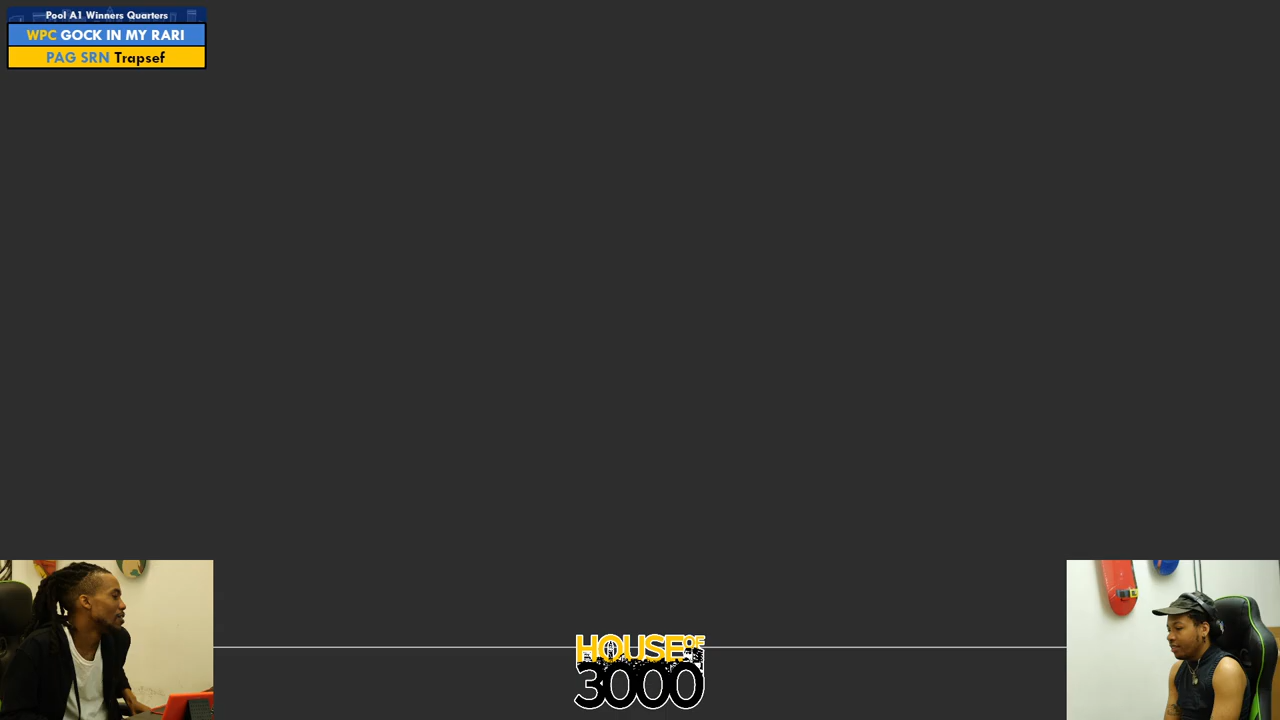 Pool A1 Winners Quarters
WPC GOCK IN MY RARI
PAG SRN Trapsef
HOUSE OF
3000